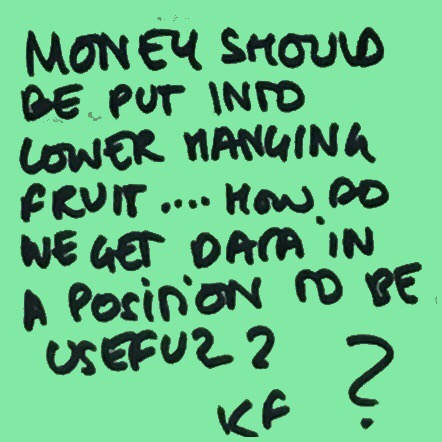 MONEY SHOULD
BE PUT INTO
LOWER HANGING
FRUIT .... HOW DO
WE GET DATA IN
A POSITION TO BE
USEFUL?
?
KF